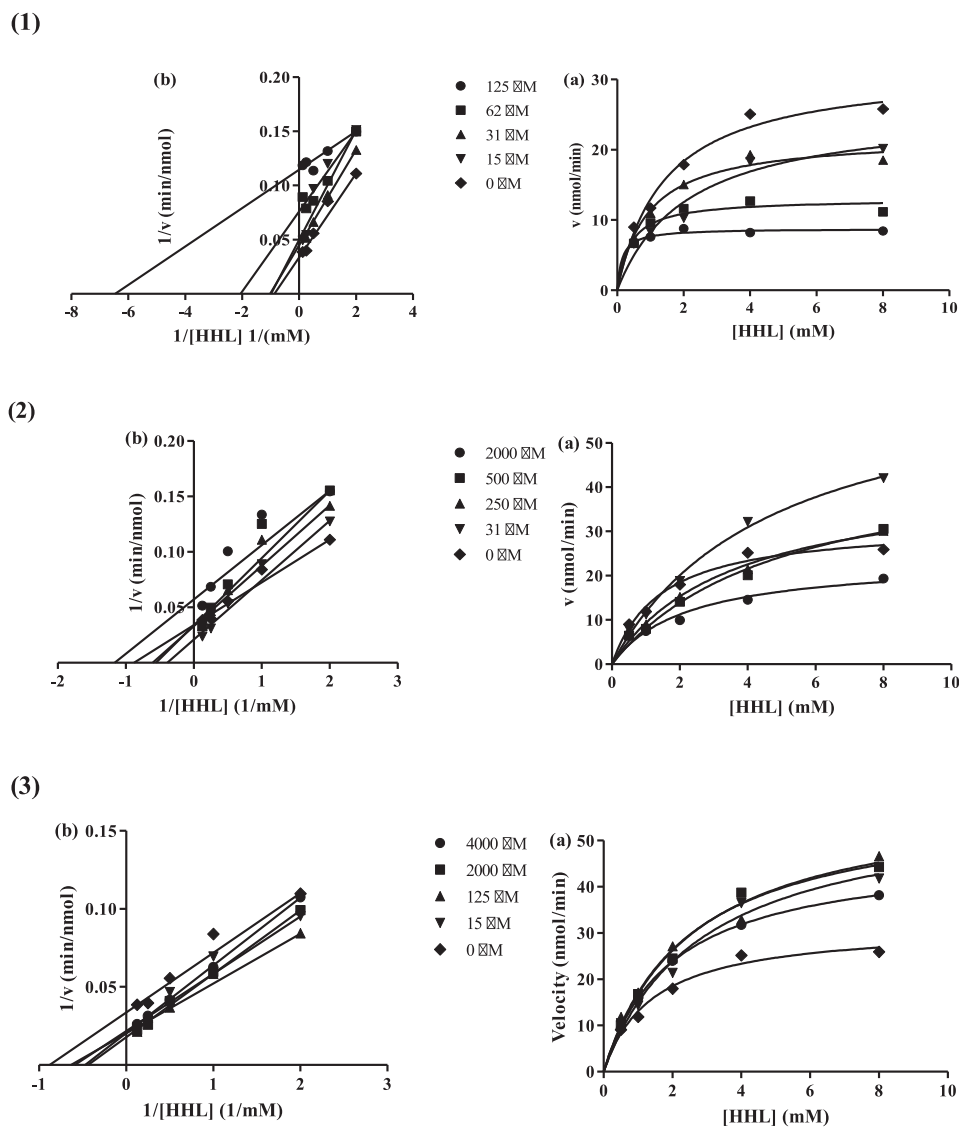 (1)
(b)
0.20
0.15
0.10
0.05
1/v (min/nmol)
-8 -6 -4 -2 0 2 4
1/[HHL] 1/(mM)
125 M
62 M
31 M
15 M
0 M
(a)
30
20
10
0
v (nmol/min)
0 2 4 6 8 10
[HHL] (mM)
(2)
(b)
0.20
0.15
0.10
0.05
1/v (min/nmol)
-2 -1 0 1 2 3
1/[HHL] (1/mM)
2000 M
500 M
250 M
31 M
0 M
(a)
50
40
30
20
10
0
v (nmol/min)
0 2 4 6 8 10
[HHL] (mM)
(3)
(b)
0.15
0.10
0.05
1/v (min/nmol)
-1 0 1 2 3
1/[HHL] (1/mM)
4000 M
2000 M
125 M
15 M
0 M
(a)
50
40
30
20
10
0
Velocity (nmol/min)
0 2 4 6 8 10
[HHL] (mM)